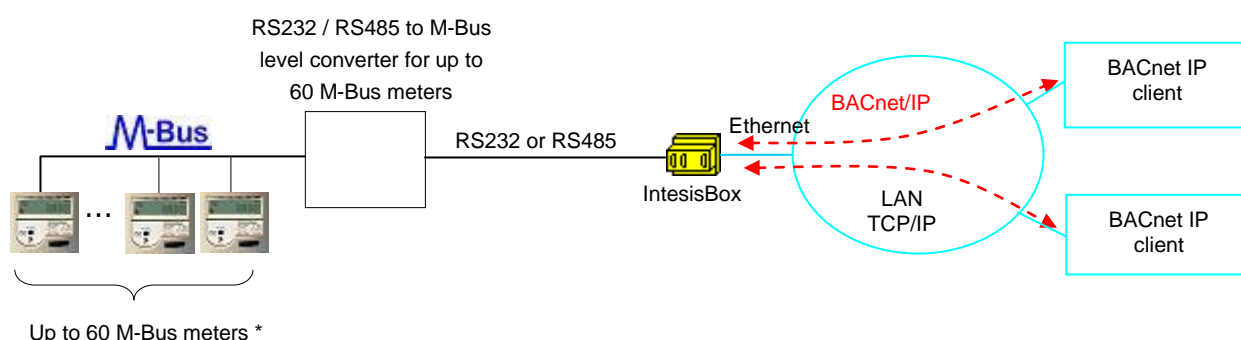 RS232 / RS485 to M-Bus
level converter for up to
60 M-Bus meters
M-Bus
RS232 or RS485
IntesisBox
Ethernet
BACnet/IP
LAN
TCP/IP
BACnet IP
client
BACnet IP
client
...
Up to 60 M-Bus meters *